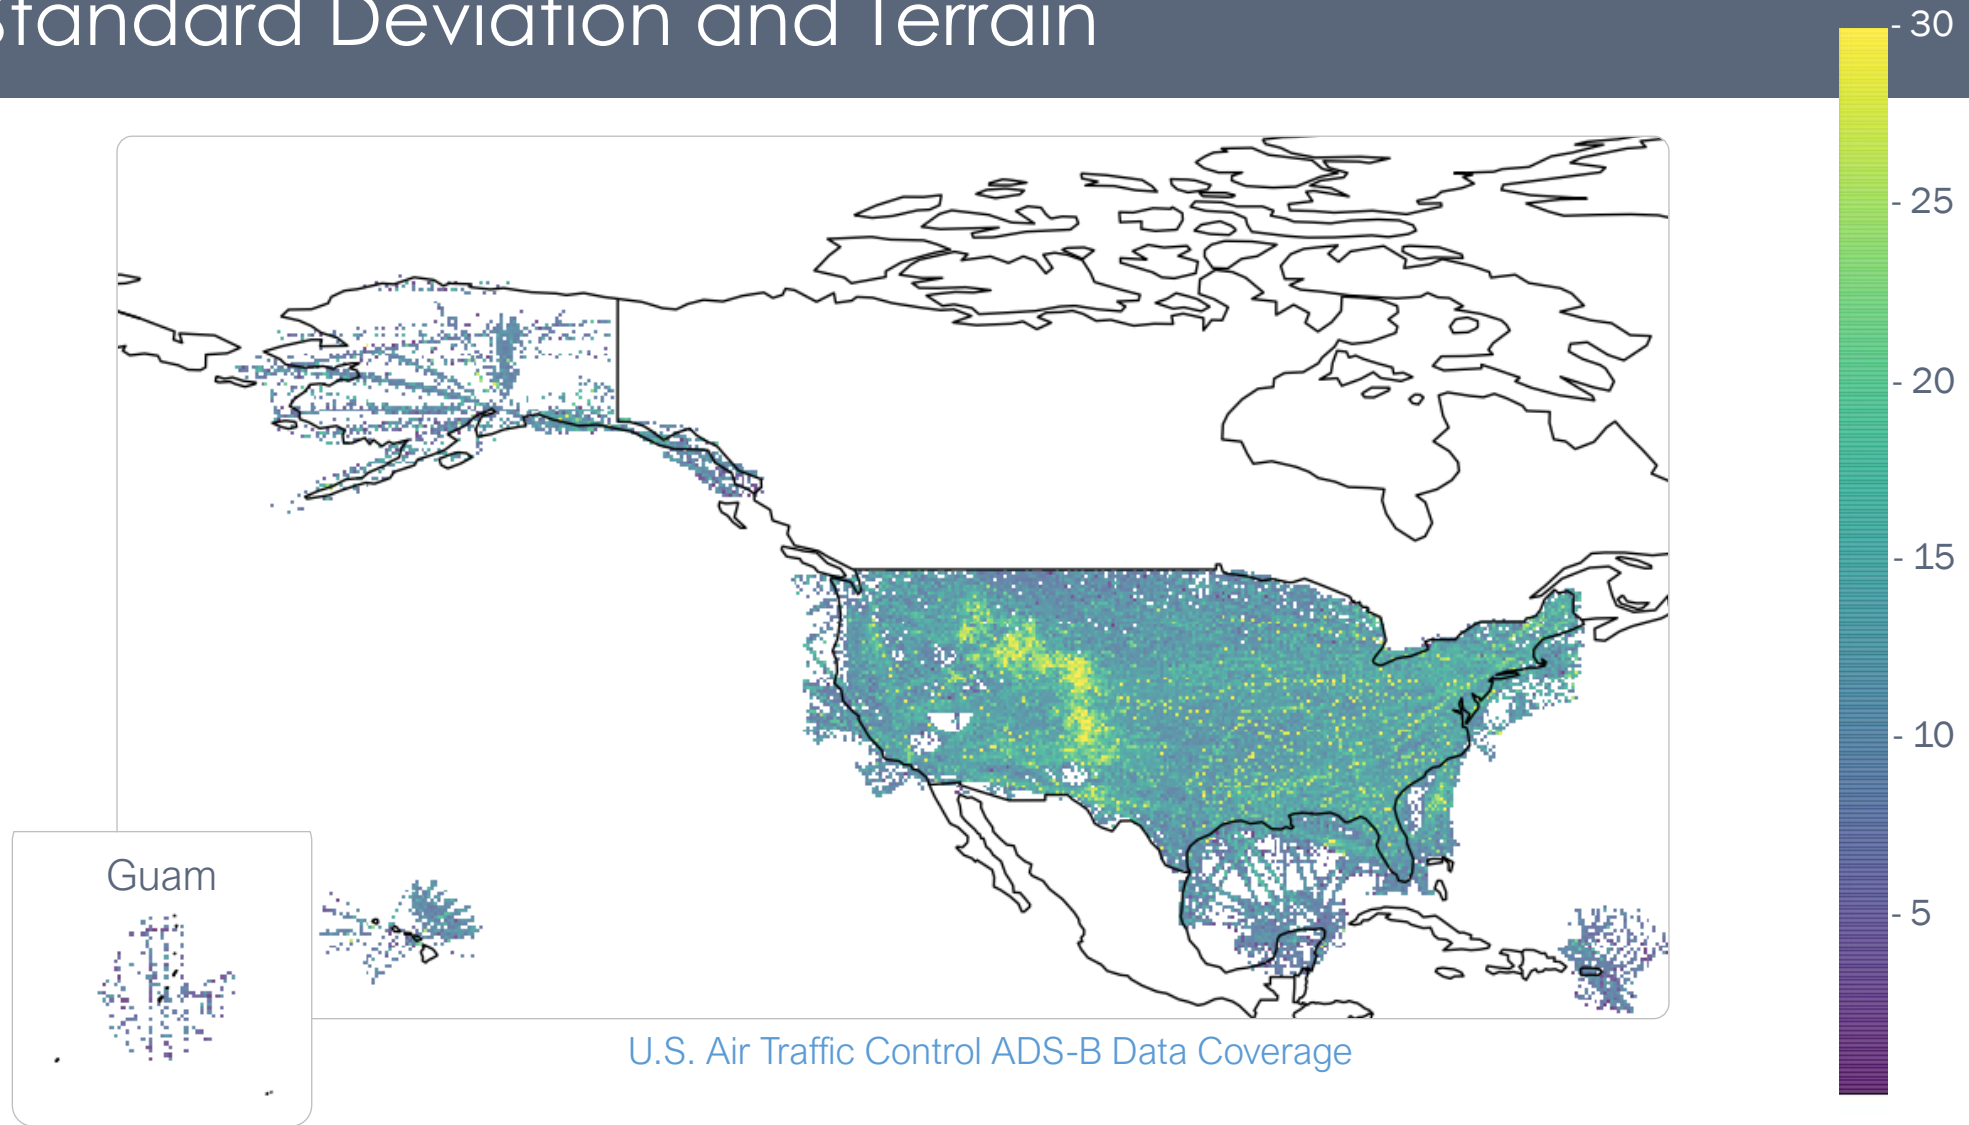 Standard Deviation and Terrain
- 30
- 25
- 20
- 15
- 10
- 5
Guam
U.S. Air Traffic Control ADS-B Data Coverage